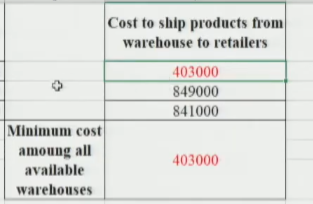 Cost to ship products from
warehouse to retailers
403000
849000
841000
Minimum cost
amoung all
available
warehouses
403000